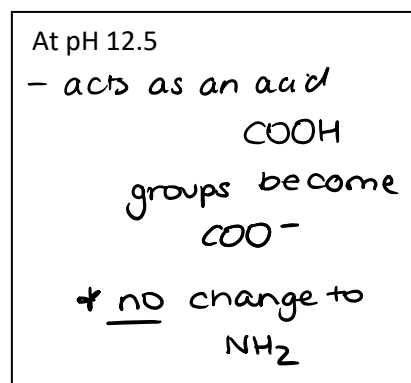 At pH 12.5
- acts as an acid
COOH
groups become
COO⁻
* no change to
NH₂